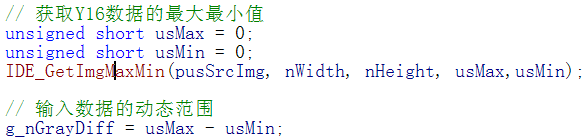 // 获取Y16数据的最大最小值
unsigned short usMax = 0;
unsigned short usMin = 0;
IDE_GetImgMaxMin(pusSrcImg, nWidth, nHeight, usMax,usMin);
// 输入数据的动态范围
g_nGrayDiff = usMax - usMin;